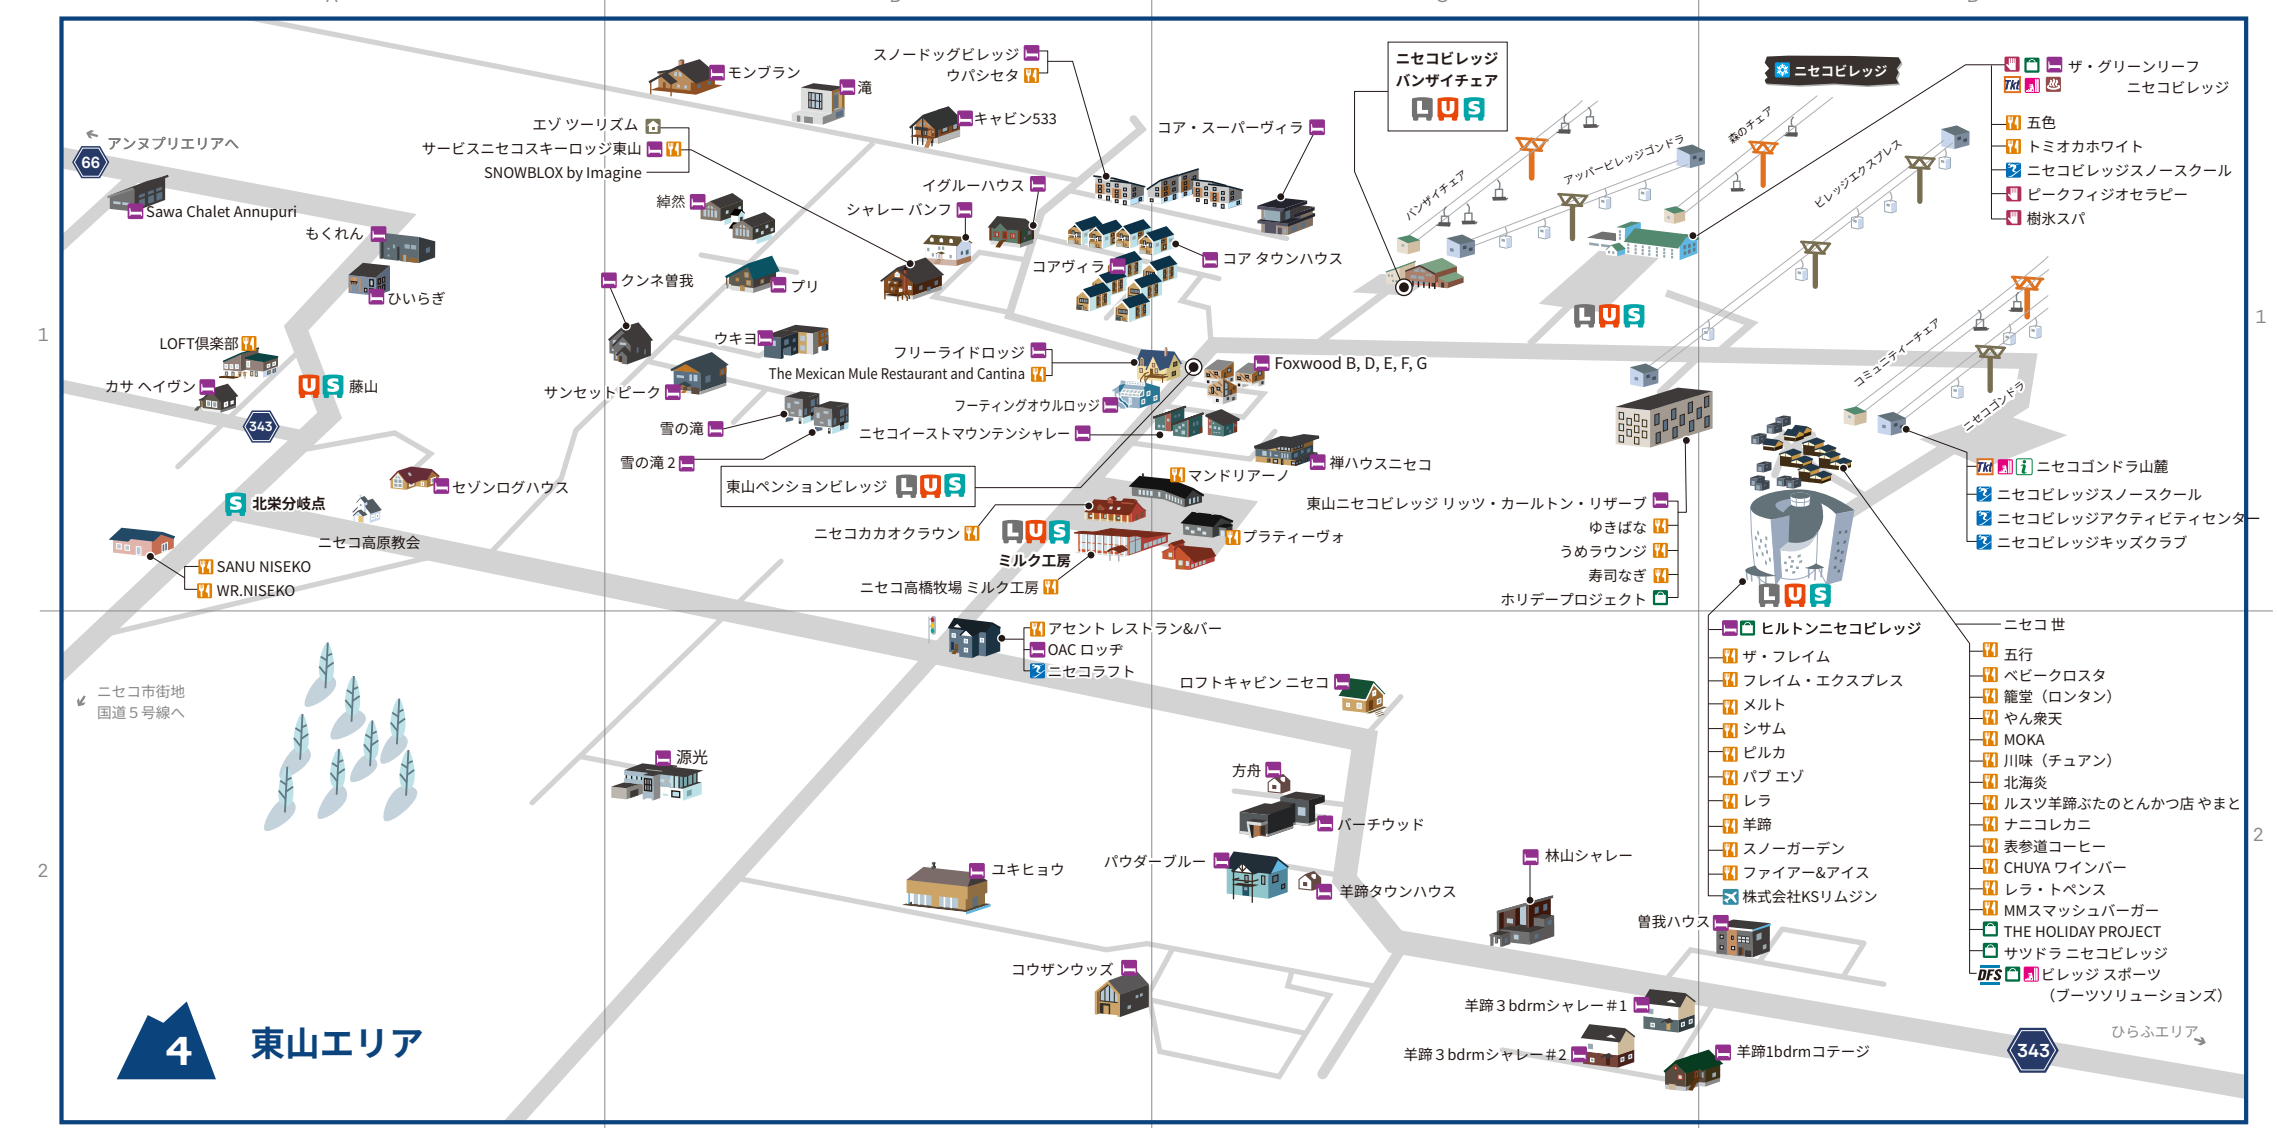 アンヌプリエリアへ
66
Sawa Chalet Annupuri
もくれん
ひいらぎ
LOFT倶楽部
カサ ヘイヴン
US 藤山
343
セゾンログハウス
S 北栄分岐点
ニセコ高原教会
SANU NISEKO
WR.NISEKO
ニセコ市街地
国道５号線へ
モンブラン
滝
キャビン533
スノードッグビレッジ
ウパシセタ
エゾ ツーリズム
サービスニセコスキーロッジ東山
SNOWBLOX by Imagine
綽然
イグルーハウス
シャレー バンフ
プリ
クンネ曽我
ウキヨ
サンセットピーク
雪の滝
雪の滝 2
コア・スーパーヴィラ
コア タウンハウス
コアヴィラ
フリーライドロッジ
The Mexican Mule Restaurant and Cantina
フーティングオウルロッジ
ニセコイーストマウンテンシャレー
Foxwood B, D, E, F, G
東山ペンションビレッジ LUS
禅ハウスニセコ
マンドリアーノ
ニセコカカオクラウン
LUS
ミルク工房
プラティーヴォ
ニセコ高橋牧場 ミルク工房
ニセコビレッジ
バンザイチェア
LUS
バンザイチェア
アッパービレッジゴンドラ
森のチェア
ビレッジエクスプレス
コミュニティーチェア
ニセコゴンドラ
LUS
ニセコビレッジ
ザ・グリーンリーフ
Tkt ニセコビレッジ
五色
トミオカホワイト
ニセコビレッジスノースクール
ピークフィジオセラピー
樹氷スパ
Tkt i ニセコゴンドラ山麓
ニセコビレッジスノースクール
ニセコビレッジアクティビティセンター
ニセコビレッジキッズクラブ
東山ニセコビレッジ リッツ・カールトン・リザーブ
ゆきばな
うめラウンジ
寿司なぎ
ホリデープロジェクト
LUS
ヒルトンニセコビレッジ
ザ・フレイム
フレイム・エクスプレス
メルト
シサム
ピルカ
パブ エゾ
レラ
羊蹄
スノーガーデン
ファイアー&アイス
株式会社KSリムジン
ニセコ 世
五行
ベビークロスタ
籠堂（ロンタン）
やん衆天
MOKA
川味（チュアン）
北海炎
ルスツ羊蹄ぶたのとんかつ店 やまと
ナニコレカニ
表参道コーヒー
CHUYA ワインバー
レラ・トペンス
MMスマッシュバーガー
THE HOLIDAY PROJECT
サツドラ ニセコビレッジ
DFS ビレッジ スポーツ
（ブーツソリューションズ）
アセント レストラン&バー
OAC ロッヂ
ニセコラフト
ロフトキャビン ニセコ
源光
方舟
バーチウッド
パウダーブルー
羊蹄タウンハウス
ユキヒョウ
コウザンウッズ
林山シャレー
曽我ハウス
羊蹄３bdrmシャレー＃1
羊蹄３bdrmシャレー＃2
羊蹄1bdrmコテージ
343
ひらふエリア
4
東山エリア
1
1
2
2